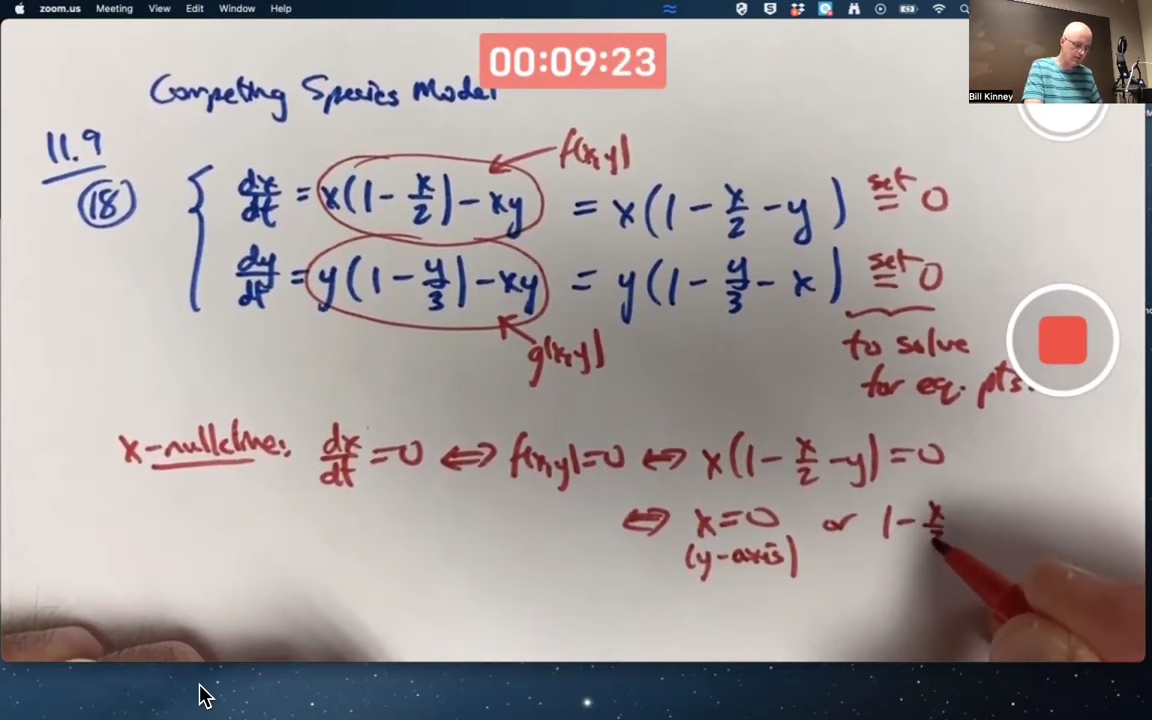 zoom.us Meeting View Edit Window Help
00:09:23
Bill Kinney
Competing Species Model
11.9
18
dx/dt = x(1 - x/2) - xy = x(1 - x/2 - y) set = 0
f(x,y)
dy/dt = y(1 - y/3) - xy = y(1 - y/3 - x) set = 0
g(x,y)
to solve
for eq. pts.
x-nullcline: dx/dt = 0 ⇔ f(x,y) = 0 ⇔ x(1 - x/2 - y) = 0
⇔ x = 0 or 1 - x/2
(y-axis)